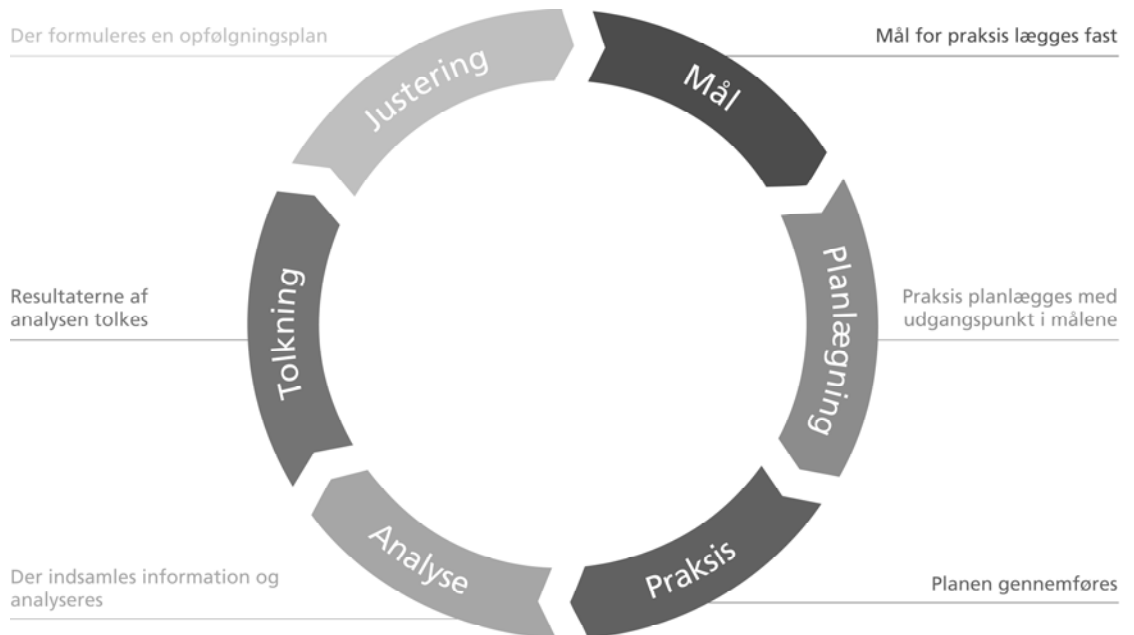 Der formuleres en opfølgningsplan
Mål for praksis lægges fast
Justering
Mål
Resultaterne af
analysen tolkes
Tolkning
Planlægning
Praksis planlægges med
udgangspunkt i målene
Analyse
Praksis
Der indsamles information og
analyseres
Planen gennemføres